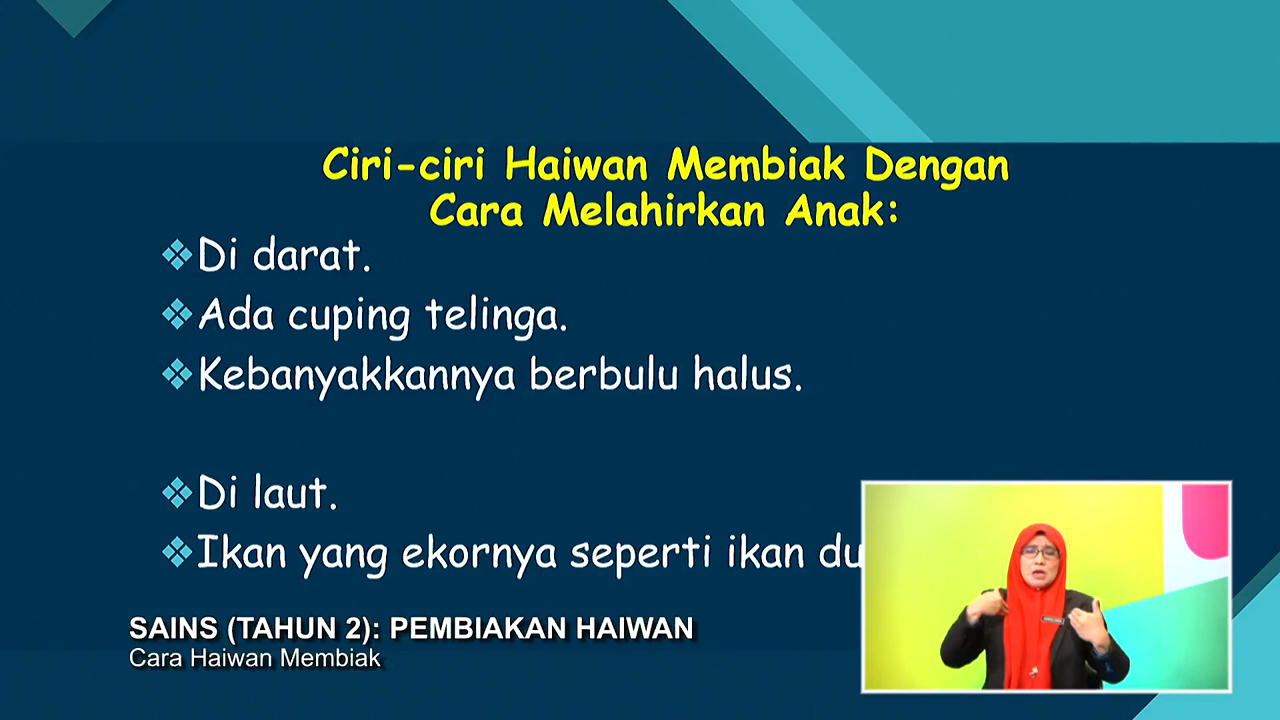 Ciri-ciri Haiwan Membiak Dengan
Cara Melahirkan Anak:
Di darat.
Ada cuping telinga.
Kebanyakkannya berbulu halus.
Di laut.
Ikan yang ekornya seperti ikan
SAINS (TAHUN 2): PEMBIAKAN HAIWAN
Cara Haiwan Membiak